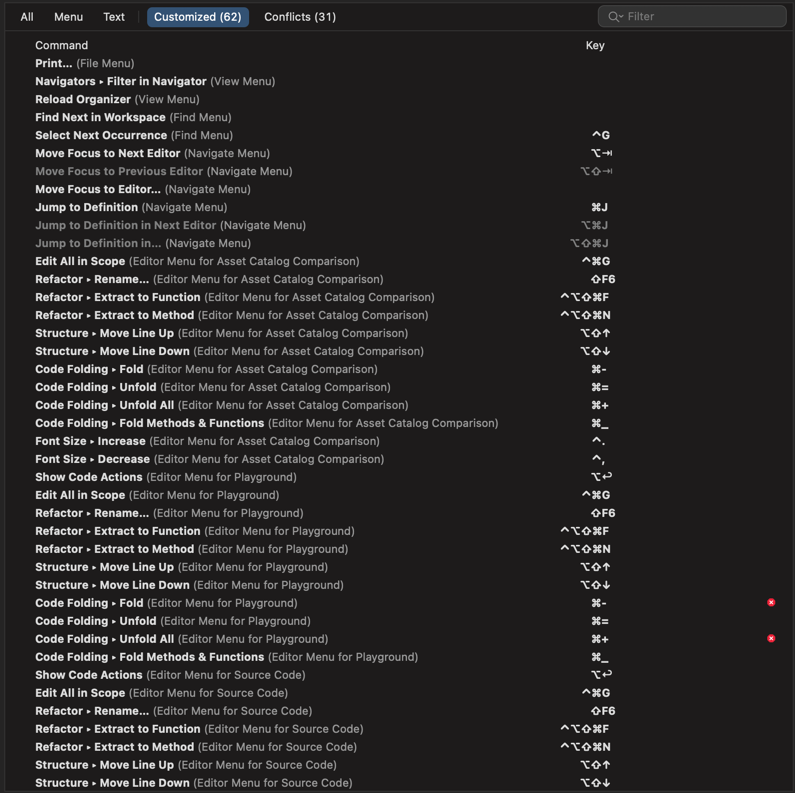 All Menu Text Customized (62) Conflicts (31) Filter
Command Key
Print... (File Menu)
Navigators ▸ Filter in Navigator (View Menu)
Reload Organizer (View Menu)
Find Next in Workspace (Find Menu)
Select Next Occurrence (Find Menu) ^G
Move Focus to Next Editor (Navigate Menu) ⌥⇥
Move Focus to Previous Editor (Navigate Menu) ⌥⇧⇥
Move Focus to Editor... (Navigate Menu)
Jump to Definition (Navigate Menu) ⌘J
Jump to Definition in Next Editor (Navigate Menu) ⌥⌘J
Jump to Definition in... (Navigate Menu) ⌥⇧⌘J
Edit All in Scope (Editor Menu for Asset Catalog Comparison) ^⌘G
Refactor ▸ Rename... (Editor Menu for Asset Catalog Comparison) ⇧F6
Refactor ▸ Extract to Function (Editor Menu for Asset Catalog Comparison) ^⌥⇧⌘F
Refactor ▸ Extract to Method (Editor Menu for Asset Catalog Comparison) ^⌥⇧⌘N
Structure ▸ Move Line Up (Editor Menu for Asset Catalog Comparison) ⌥⇧↑
Structure ▸ Move Line Down (Editor Menu for Asset Catalog Comparison) ⌥⇧↓
Code Folding ▸ Fold (Editor Menu for Asset Catalog Comparison) ⌘-
Code Folding ▸ Unfold (Editor Menu for Asset Catalog Comparison) ⌘=
Code Folding ▸ Unfold All (Editor Menu for Asset Catalog Comparison) ⌘+
Code Folding ▸ Fold Methods & Functions (Editor Menu for Asset Catalog Comparison) ⌘_
Font Size ▸ Increase (Editor Menu for Asset Catalog Comparison) ^.
Font Size ▸ Decrease (Editor Menu for Asset Catalog Comparison) ^,
Show Code Actions (Editor Menu for Playground) ⌥↩
Edit All in Scope (Editor Menu for Playground) ^⌘G
Refactor ▸ Rename... (Editor Menu for Playground) ⇧F6
Refactor ▸ Extract to Function (Editor Menu for Playground) ^⌥⇧⌘F
Refactor ▸ Extract to Method (Editor Menu for Playground) ^⌥⇧⌘N
Structure ▸ Move Line Up (Editor Menu for Playground) ⌥⇧↑
Structure ▸ Move Line Down (Editor Menu for Playground) ⌥⇧↓
Code Folding ▸ Fold (Editor Menu for Playground) ⌘-
Code Folding ▸ Unfold (Editor Menu for Playground) ⌘=
Code Folding ▸ Unfold All (Editor Menu for Playground) ⌘+
Code Folding ▸ Fold Methods & Functions (Editor Menu for Playground) ⌘_
Show Code Actions (Editor Menu for Source Code) ⌥↩
Edit All in Scope (Editor Menu for Source Code) ^⌘G
Refactor ▸ Rename... (Editor Menu for Source Code) ⇧F6
Refactor ▸ Extract to Function (Editor Menu for Source Code) ^⌥⇧⌘F
Refactor ▸ Extract to Method (Editor Menu for Source Code) ^⌥⇧⌘N
Structure ▸ Move Line Up (Editor Menu for Source Code) ⌥⇧↑
Structure ▸ Move Line Down (Editor Menu for Source Code) ⌥⇧↓